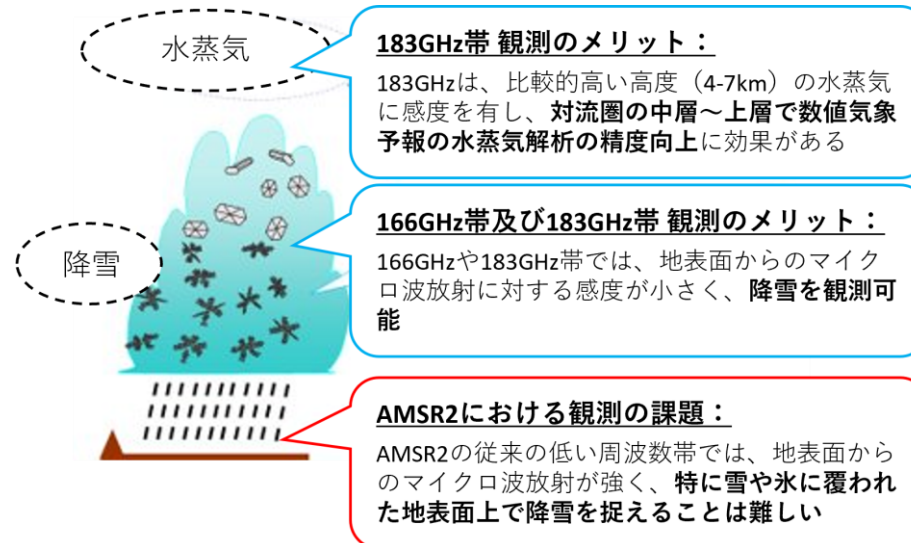 水蒸気
183GHz帯 観測のメリット：
183GHzは、比較的高い高度（4-7km）の水蒸気
に感度を有し、対流圏の中層～上層で数値気象
予報の水蒸気解析の精度向上に効果がある
降雪
166GHz帯及び183GHz帯 観測のメリット：
166GHzや183GHz帯では、地表面からのマイク
ロ波放射に対する感度が小さく、降雪を観測可
能
AMSR2における観測の課題：
AMSR2の従来の低い周波数帯では、地表面から
のマイクロ波放射が強く、特に雪や氷に覆われ
た地表面上で降雪を捉えることは難しい